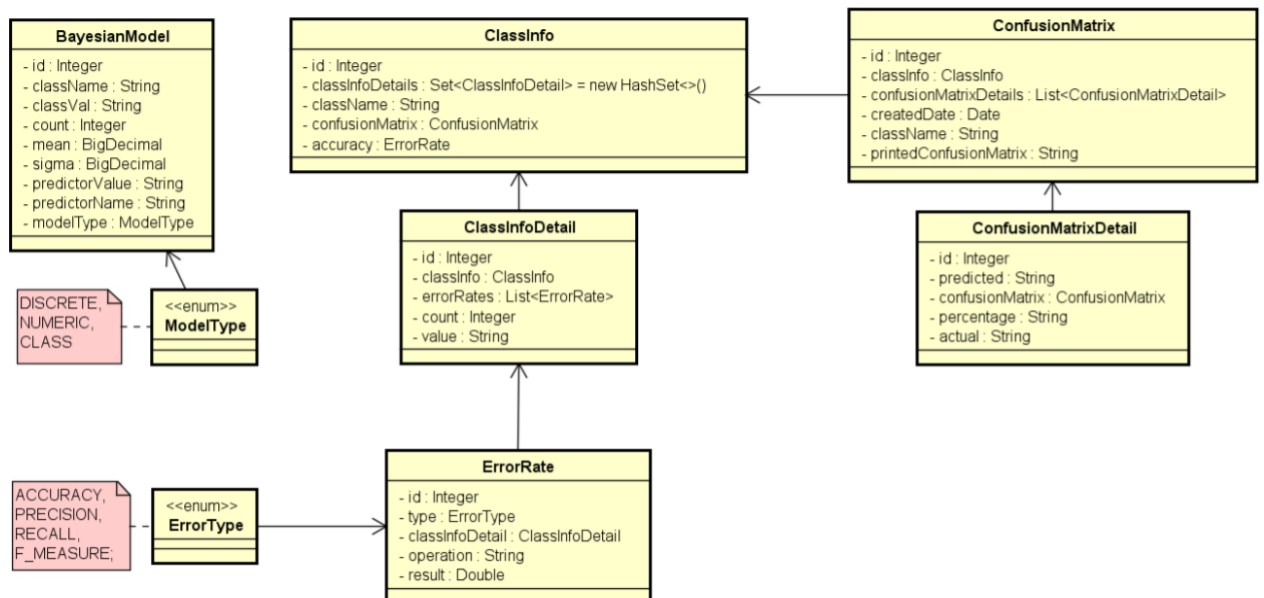 BayesianModel
- id : Integer
- className : String
- classVal : String
- count : Integer
- mean : BigDecimal
- sigma : BigDecimal
- predictorValue : String
- predictorName : String
- modelType : ModelType
ClassInfo
- id : Integer
- classInfoDetails : Set<ClassInfoDetail> = new HashSet<>()
- className : String
- confusionMatrix : ConfusionMatrix
- accuracy : ErrorRate
ConfusionMatrix
- id : Integer
- classInfo : ClassInfo
- confusionMatrixDetails : List<ConfusionMatrixDetail>
- createdDate : Date
- className : String
- printedConfusionMatrix : String
ClassInfoDetail
- id : Integer
- classInfo : ClassInfo
- errorRates : List<ErrorRate>
- count : Integer
- value : String
ConfusionMatrixDetail
- id : Integer
- predicted : String
- confusionMatrix : ConfusionMatrix
- percentage : String
- actual : String
DISCRETE,
NUMERIC,
CLASS
<<enum>>
ModelType
ACCURACY,
PRECISION,
RECALL,
F_MEASURE;
<<enum>>
ErrorType
ErrorRate
- id : Integer
- type : ErrorType
- classInfoDetail : ClassInfoDetail
- operation : String
- result : Double